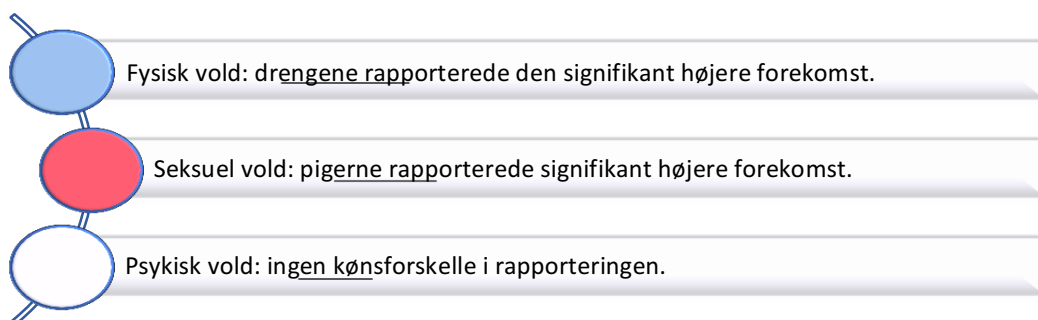 Fysisk vold: drengene rapporterede den signifikant højere forekomst.
Seksuel vold: pigerne rapporterede signifikant højere forekomst.
Psykisk vold: ingen kønsforskelle i rapporteringen.